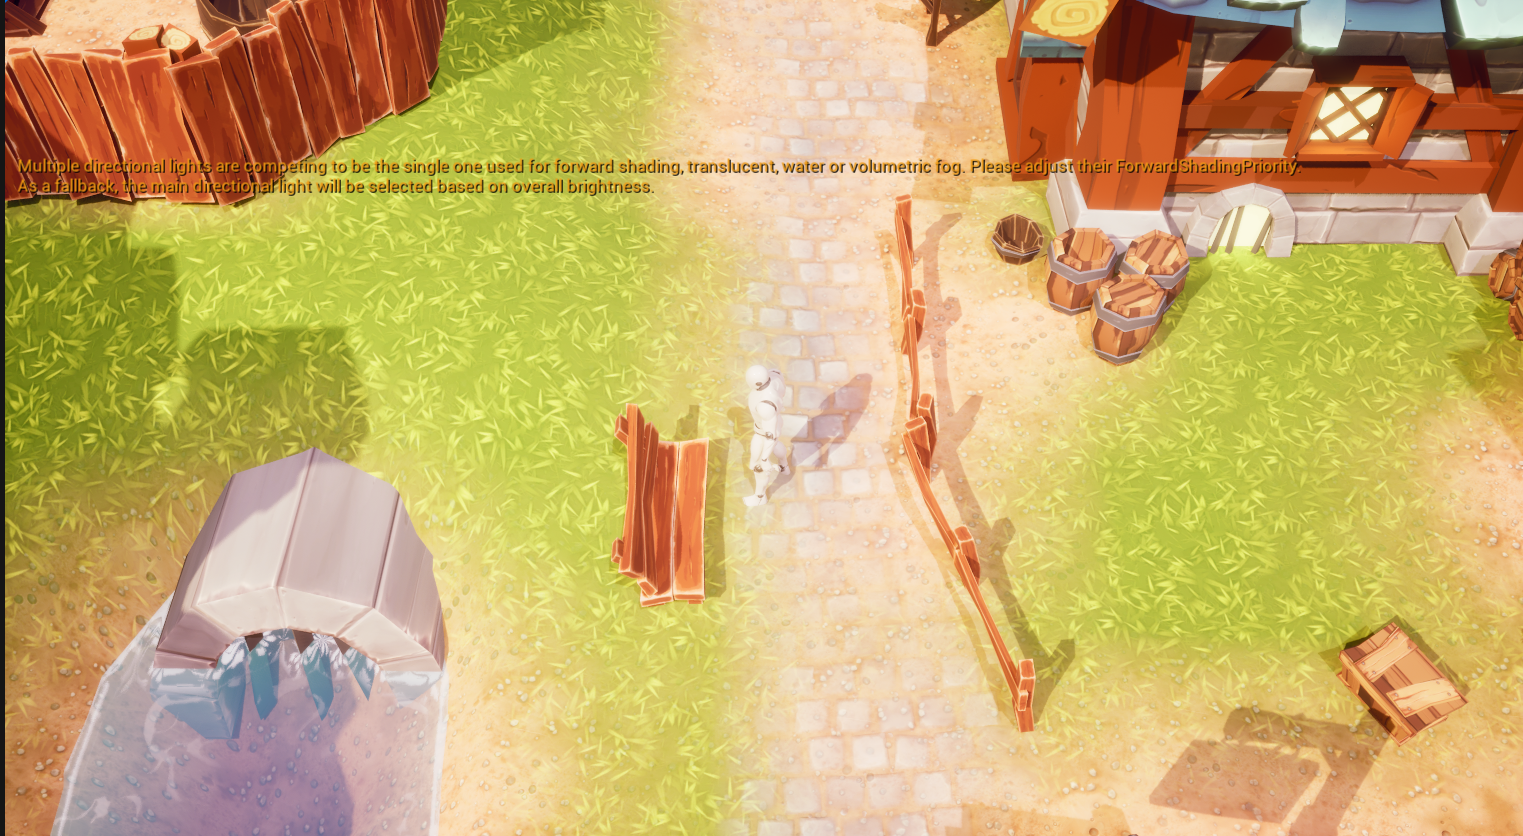 Multiple directional lights are competing to be the single one used for forward shading, translucent, water or volumetric fog. Please adjust their ForwardShadingPriority.
As a fallback, the main directional light will be selected based on overall brightness.